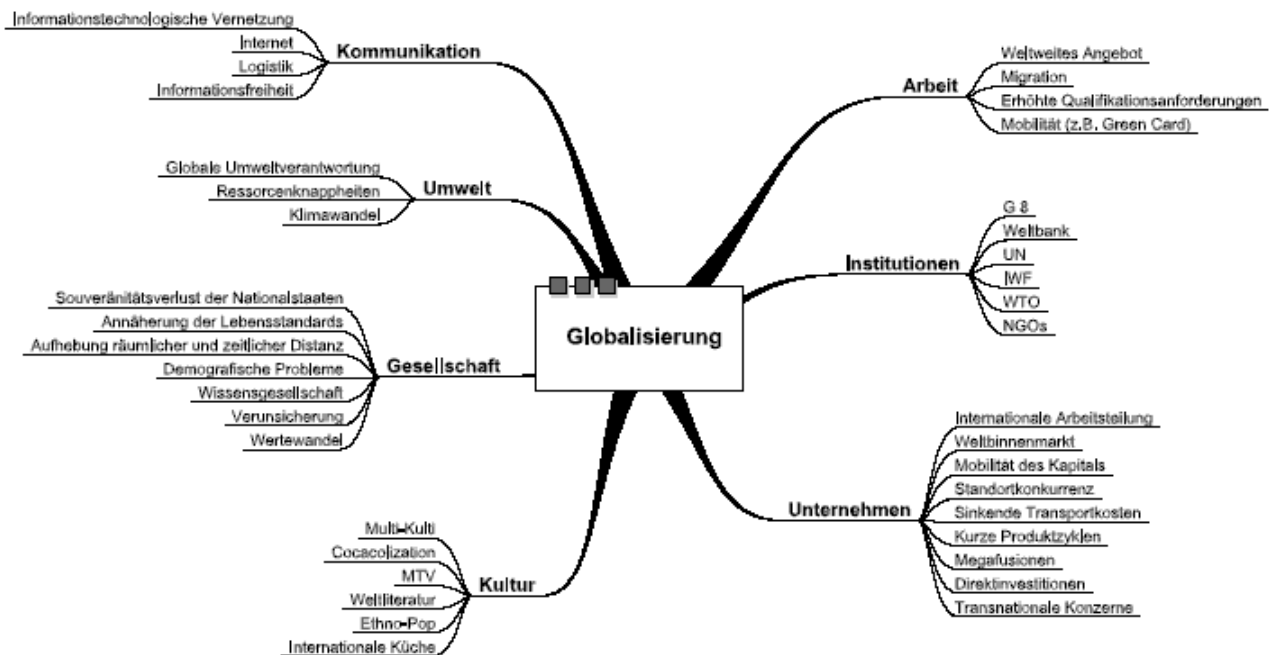 Informationstechnologische Vernetzung
Internet
Logistik
Informationsfreiheit
Kommunikation
Globale Umweltverantwortung
Ressorcenknappheiten
Klimawandel
Umwelt
Souveränitätsverlust der Nationalstaaten
Annäherung der Lebensstandards
Aufhebung räumlicher und zeitlicher Distanz
Demografische Probleme
Wissensgesellschaft
Verunsicherung
Wertewandel
Gesellschaft
Multi-Kulti
Cocacolization
MTV
Weltliteratur
Ethno-Pop
Internationale Küche
Kultur
Globalisierung
Arbeit
Weltweites Angebot
Migration
Erhöhte Qualifikationsanforderungen
Mobilität (z.B. Green Card)
Institutionen
G 8
Weltbank
UN
IWF
WTO
NGOs
Unternehmen
Internationale Arbeitsteilung
Weltbinnenmarkt
Mobilität des Kapitals
Standortkonkurrenz
Sinkende Transportkosten
Kurze Produktzyklen
Megafusionen
Direktinvestitionen
Transnationale Konzerne